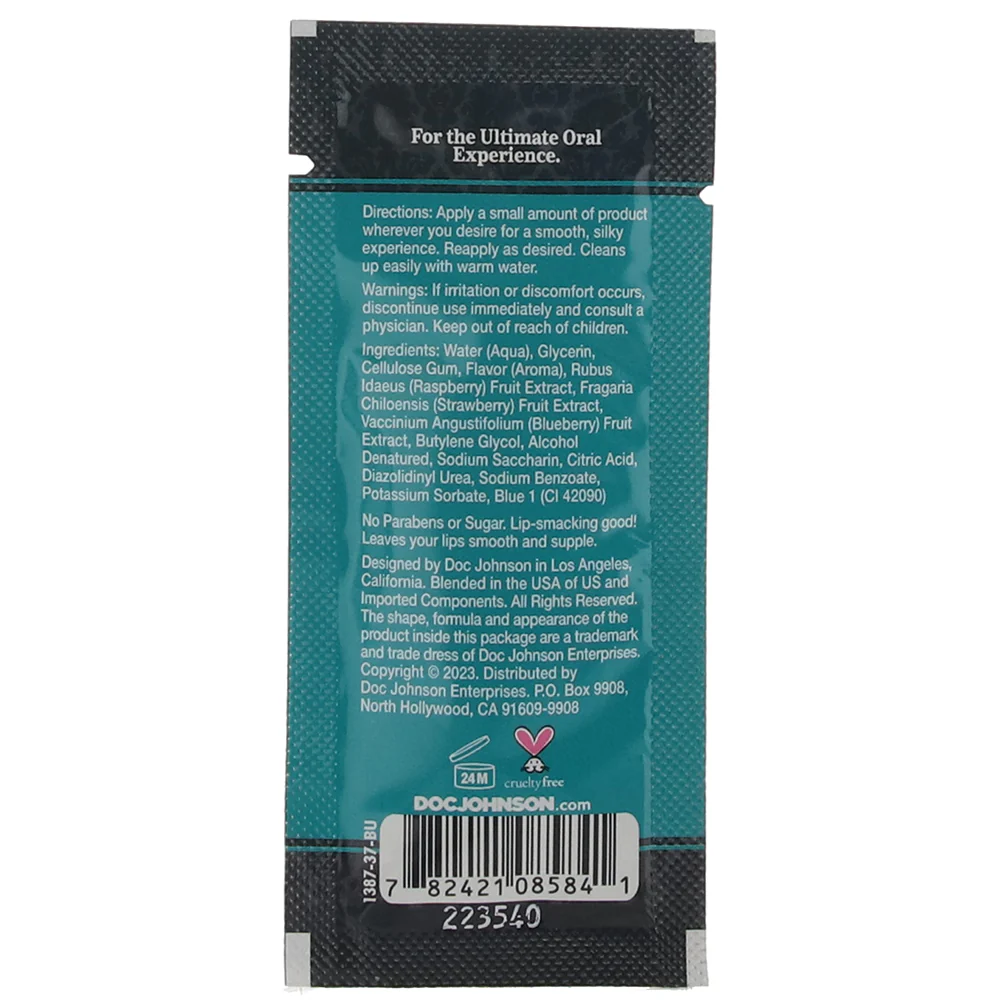 For the Ultimate Oral
Experience.
Directions: Apply a small amount of product
wherever you desire for a smooth, silky
experience. Reapply as desired. Cleans
up easily with warm water.
Warnings: If irritation or discomfort occurs,
discontinue use immediately and consult a
physician. Keep out of reach of children.
Ingredients: Water (Aqua), Glycerin,
Cellulose Gum, Flavor (Aroma), Rubus
Idaeus (Raspberry) Fruit Extract, Fragaria
Chiloensis (Strawberry) Fruit Extract,
Vaccinium Angustifolium (Blueberry) Fruit
Extract, Butylene Glycol, Alcohol
Denatured, Sodium Saccharin, Citric Acid,
Diazolidinyl Urea, Sodium Benzoate,
Potassium Sorbate, Blue 1 (CI 42090)
No Parabens or Sugar. Lip-smacking good!
Leaves your lips smooth and supple.
Designed by Doc Johnson in Los Angeles,
California. Blended in the USA of US and
Imported Components. All Rights Reserved.
The shape, formula and appearance of the
product inside this package are a trademark
and trade dress of Doc Johnson Enterprises.
Copyright © 2023. Distributed by
Doc Johnson Enterprises. P.O. Box 9908,
North Hollywood, CA 91609-9908
24M
crueltyfree
DOCJOHNSON.com
1387-37-BU
7 82421 08584 1
223540